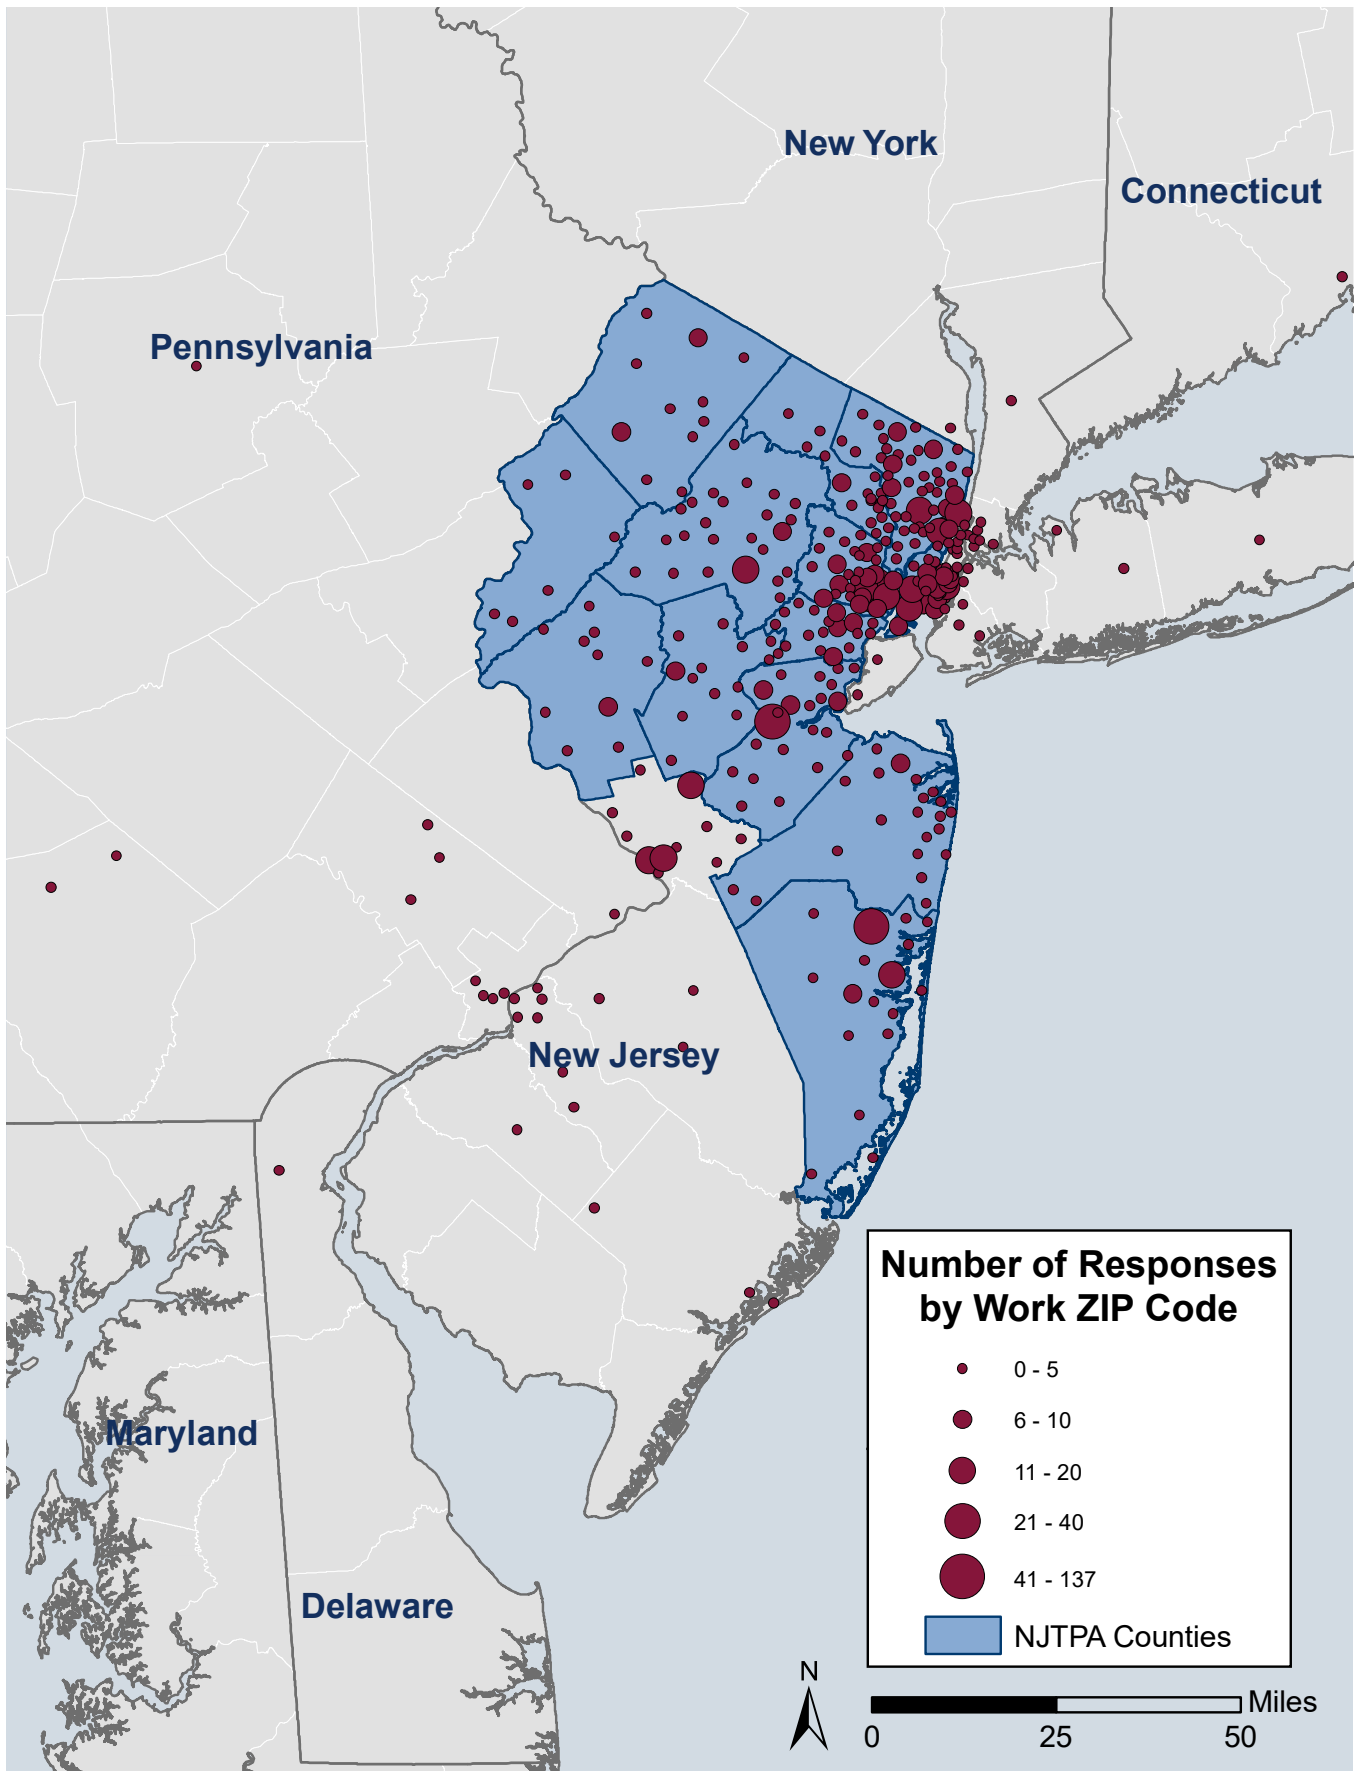 New York
Connecticut
Pennsylvania
New Jersey
Maryland
Delaware
Number of Responses
by Work ZIP Code
0 - 5
6 - 10
11 - 20
21 - 40
41 - 137
NJTPA Counties
N
Miles
0 25 50